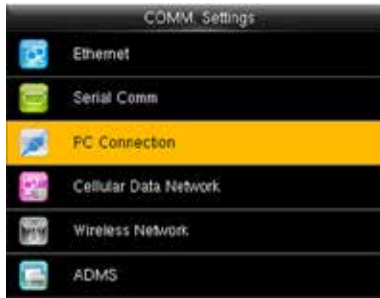 COMM. Settings
Ethernet
Serial Comm
PC Connection
Cellular Data Network
Wireless Network
ADMS